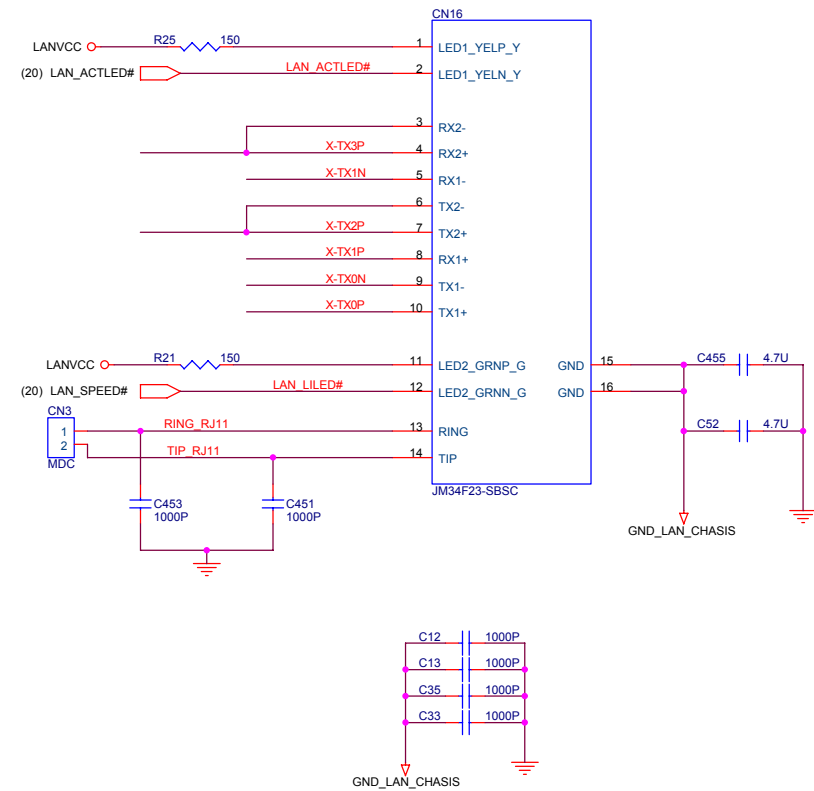 CN16
LANVCC R25 150 1 LED1_YELP_Y
(20) LAN_ACTLED# LAN_ACTLED# 2 LED1_YELN_Y
3 RX2-
X-TX3P 4 RX2+
X-TX1N 5 RX1-
6 TX2-
X-TX2P 7 TX2+
X-TX1P 8 RX1+
X-TX0N 9 TX1-
X-TX0P 10 TX1+
LANVCC R21 150 11 LED2_GRNP_G GND 15 C455 4.7U
(20) LAN_SPEED# LAN_LILED# 12 LED2_GRNN_G GND 16
CN3
1 RING_RJ11 13 RING C52 4.7U
2 TIP_RJ11 14 TIP
MDC
JM34F23-SBSC
C453 C451
1000P 1000P
GND_LAN_CHASIS
C12 1000P
C13 1000P
C35 1000P
C33 1000P
GND_LAN_CHASIS